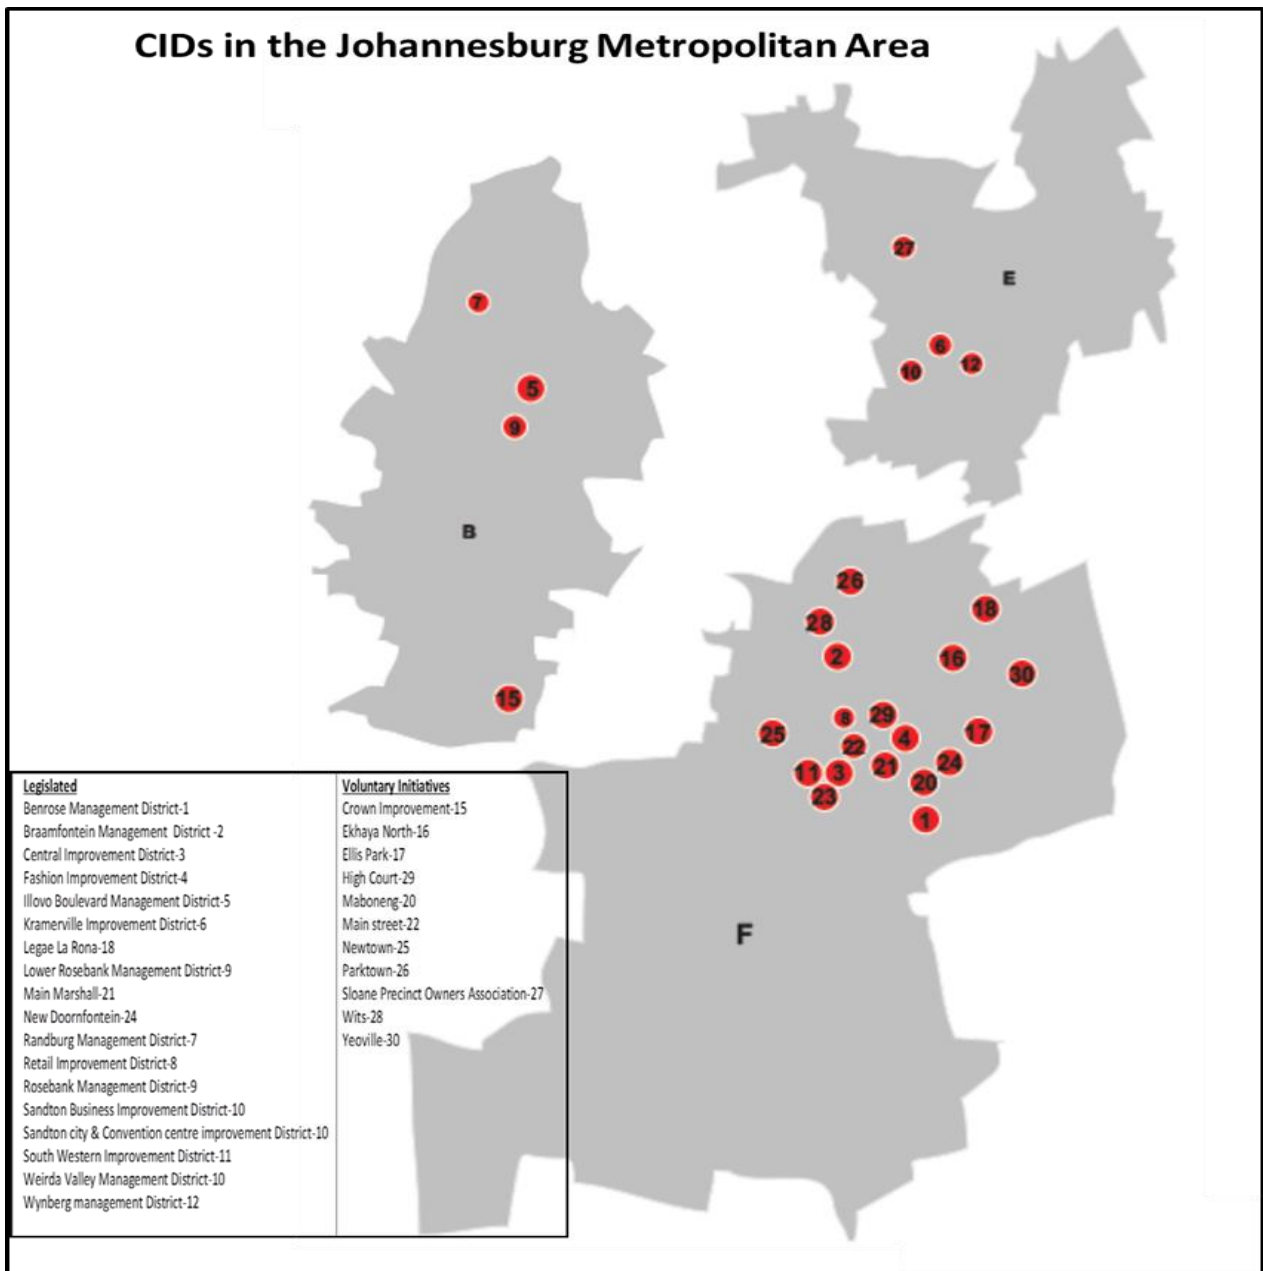 CIDs in the Johannesburg Metropolitan Area
27
E
7
6
12
10
5
9
B
26
18
28
2
16
30
15
8
29
25
4
17
22
21
24
11
3
20
23
1
F
Legislated
Benrose Management District-1
Braamfontein Management District -2
Central Improvement District-3
Fashion Improvement District-4
Illovo Boulevard Management District-5
Kramerville Improvement District-6
Legae La Rona-18
Lower Rosebank Management District-9
Main Marshall-21
New Doornfontein-24
Randburg Management District-7
Retail Improvement District-8
Rosebank Management District-9
Sandton Business Improvement District-10
Sandton city & Convention centre improvement District-10
South Western Improvement District-11
Weirda Valley Management District-10
Wynberg management District-12
Voluntary Initiatives
Crown Improvement-15
Ekhaya North-16
Ellis Park-17
High Court-29
Maboneng-20
Main street-22
Newtown-25
Parktown-26
Sloane Precinct Owners Association-27
Wits-28
Yeoville-30